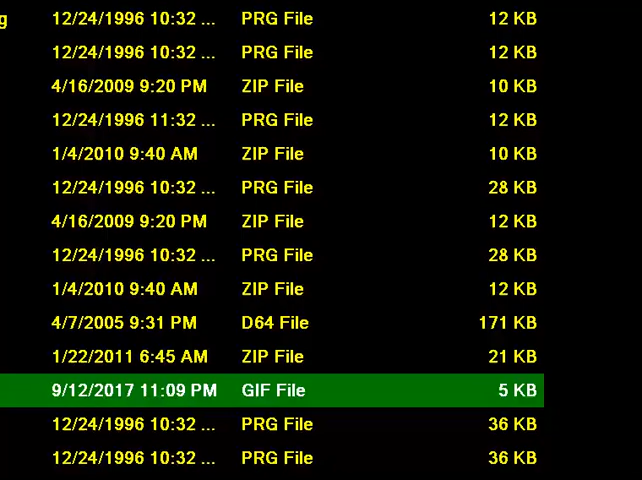 g 12/24/1996 10:32 ... PRG File 12 KB
12/24/1996 10:32 ... PRG File 12 KB
4/16/2009 9:20 PM ZIP File 10 KB
12/24/1996 11:32 ... PRG File 12 KB
1/4/2010 9:40 AM ZIP File 10 KB
12/24/1996 10:32 ... PRG File 28 KB
4/16/2009 9:20 PM ZIP File 12 KB
12/24/1996 10:32 ... PRG File 28 KB
1/4/2010 9:40 AM ZIP File 12 KB
4/7/2005 9:31 PM D64 File 171 KB
1/22/2011 6:45 AM ZIP File 21 KB
9/12/2017 11:09 PM GIF File 5 KB
12/24/1996 10:32 ... PRG File 36 KB
12/24/1996 10:32 ... PRG File 36 KB